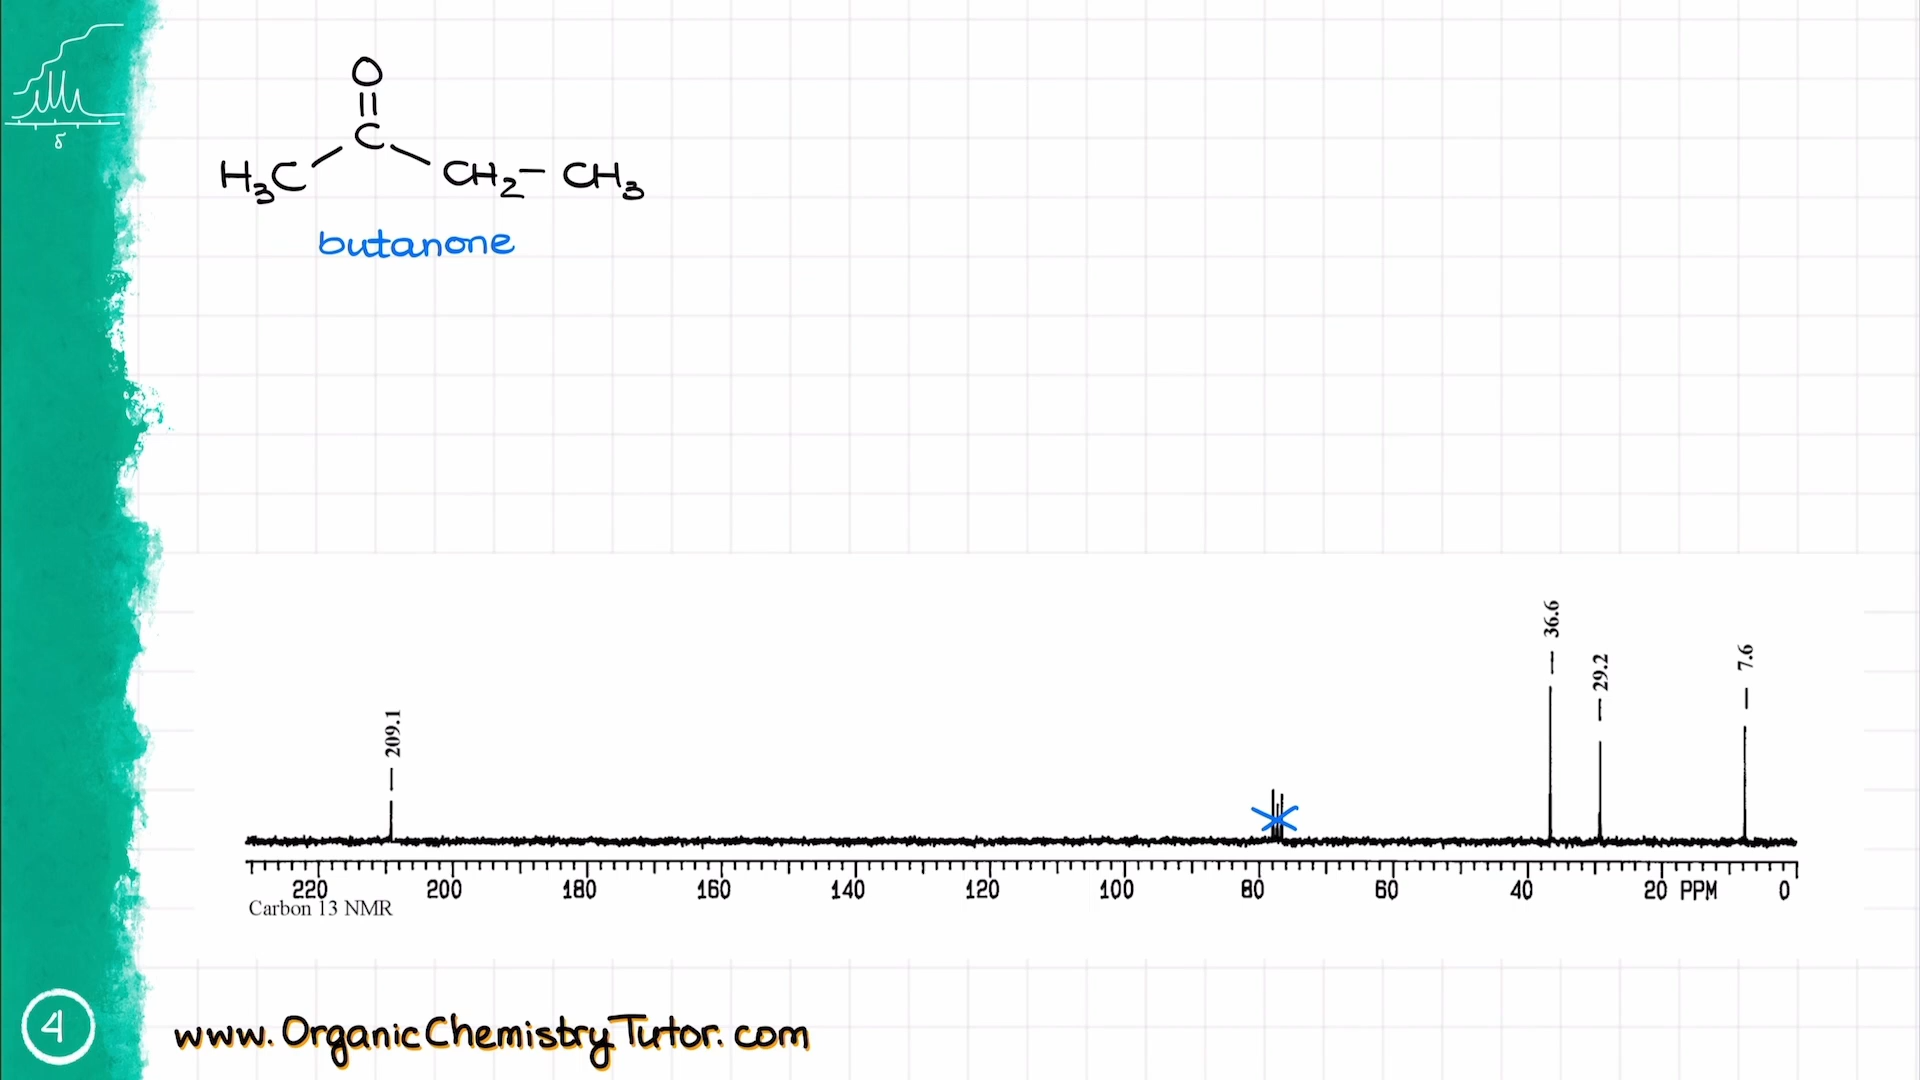 O
||
C
H₃C CH₂— CH₃
butanone
36.6
29.2
7.6
209.1
220 200 180 160 140 120 100 80 60 40 20 PPM 0
Carbon 13 NMR
δ
4
www.OrganicChemistryTutor.com